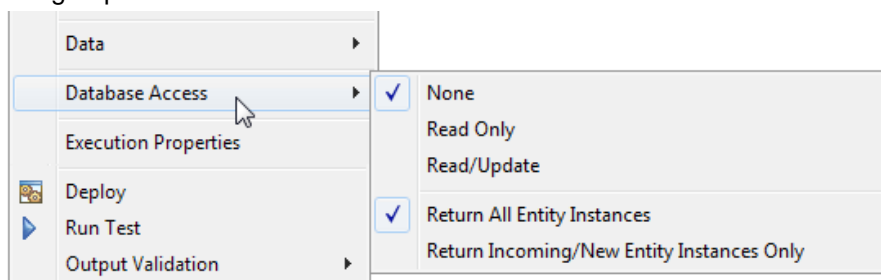 Data
Database Access
Execution Properties
Deploy
Run Test
Output Validation
None
Read Only
Read/Update
Return All Entity Instances
Return Incoming/New Entity Instances Only